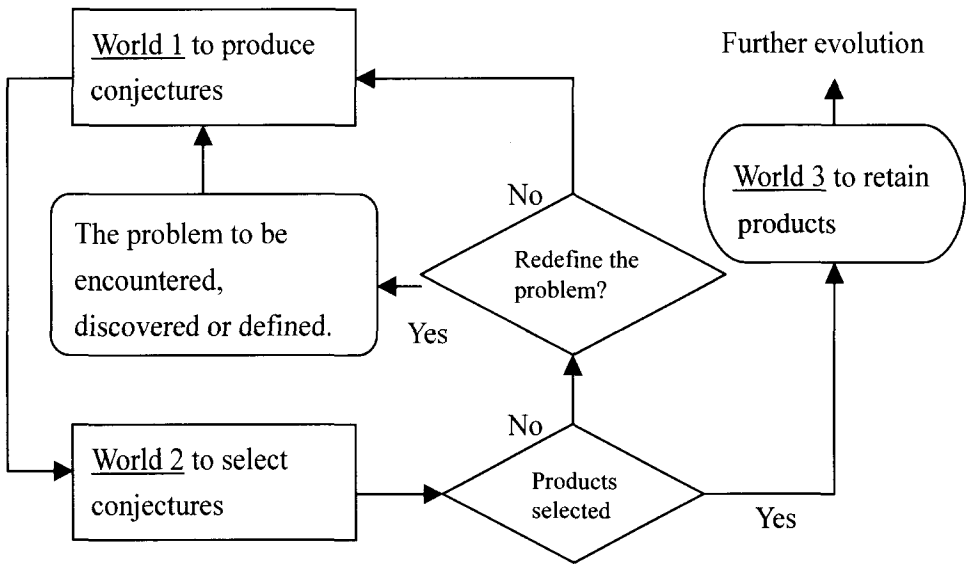 World 1 to produce
conjectures
Further evolution
World 3 to retain
products
No
Redefine the
problem?
The problem to be
encountered,
discovered or defined.
Yes
No
World 2 to select
conjectures
Products
selected
Yes